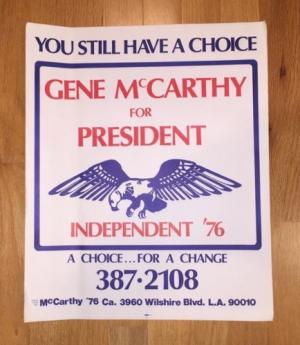 YOU STILL HAVE A CHOICE
GENE McCARTHY
FOR
PRESIDENT
INDEPENDENT '76
A CHOICE...FOR A CHANGE
387·2108
McCarthy '76 Ca. 3960 Wilshire Blvd. L.A. 90010